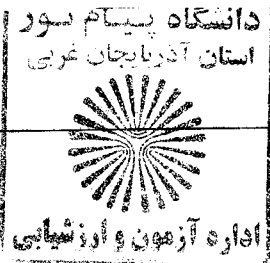 دانشگاه پیام نور
استان آذربایجان غربی
اداره آزمون و ارزشیابی